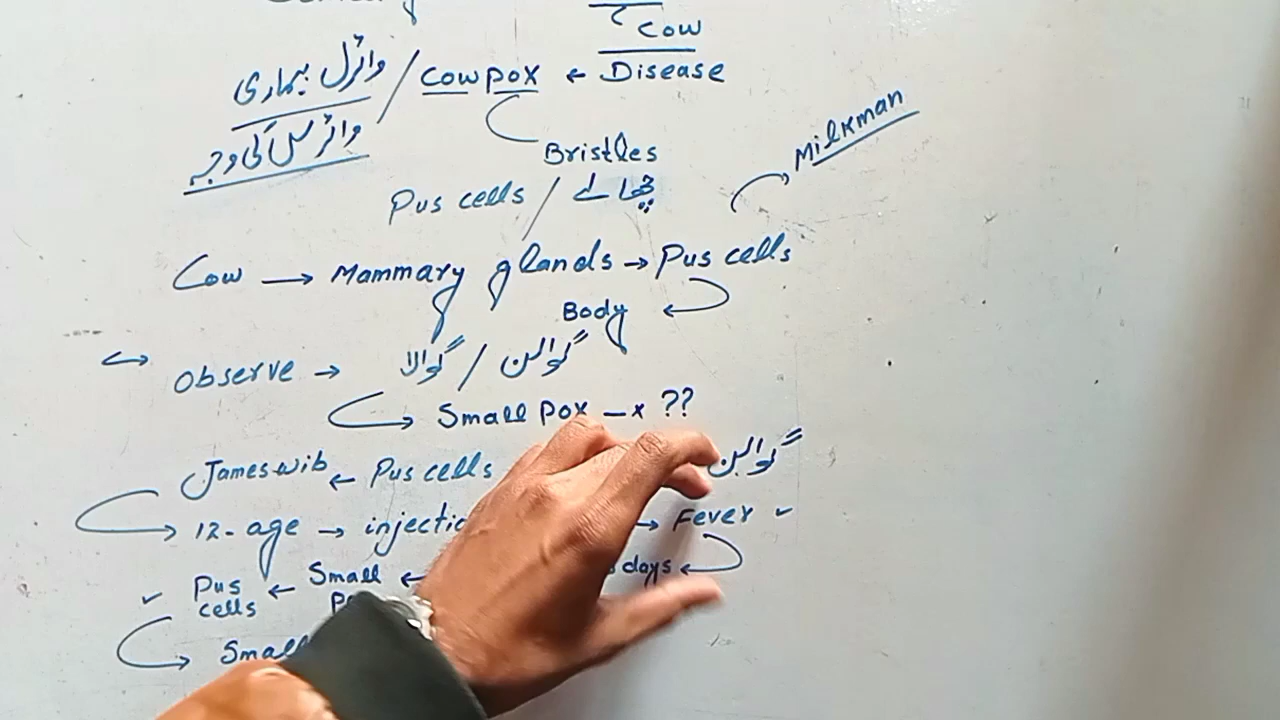 Cow
وائرل بیماری / cowpox ← Disease
وائرس کی وجہ
Bristles
Milkman
Pus cells / چھالے
Cow → Mammary glands → Pus cells
Body ←
observe → گوالا / گوالن
Small pox — x ??
James wib ← Pus cells گوالن
12-age → injectio → Fever ✓
✓ Pus cells ← Small ← days ←
Small